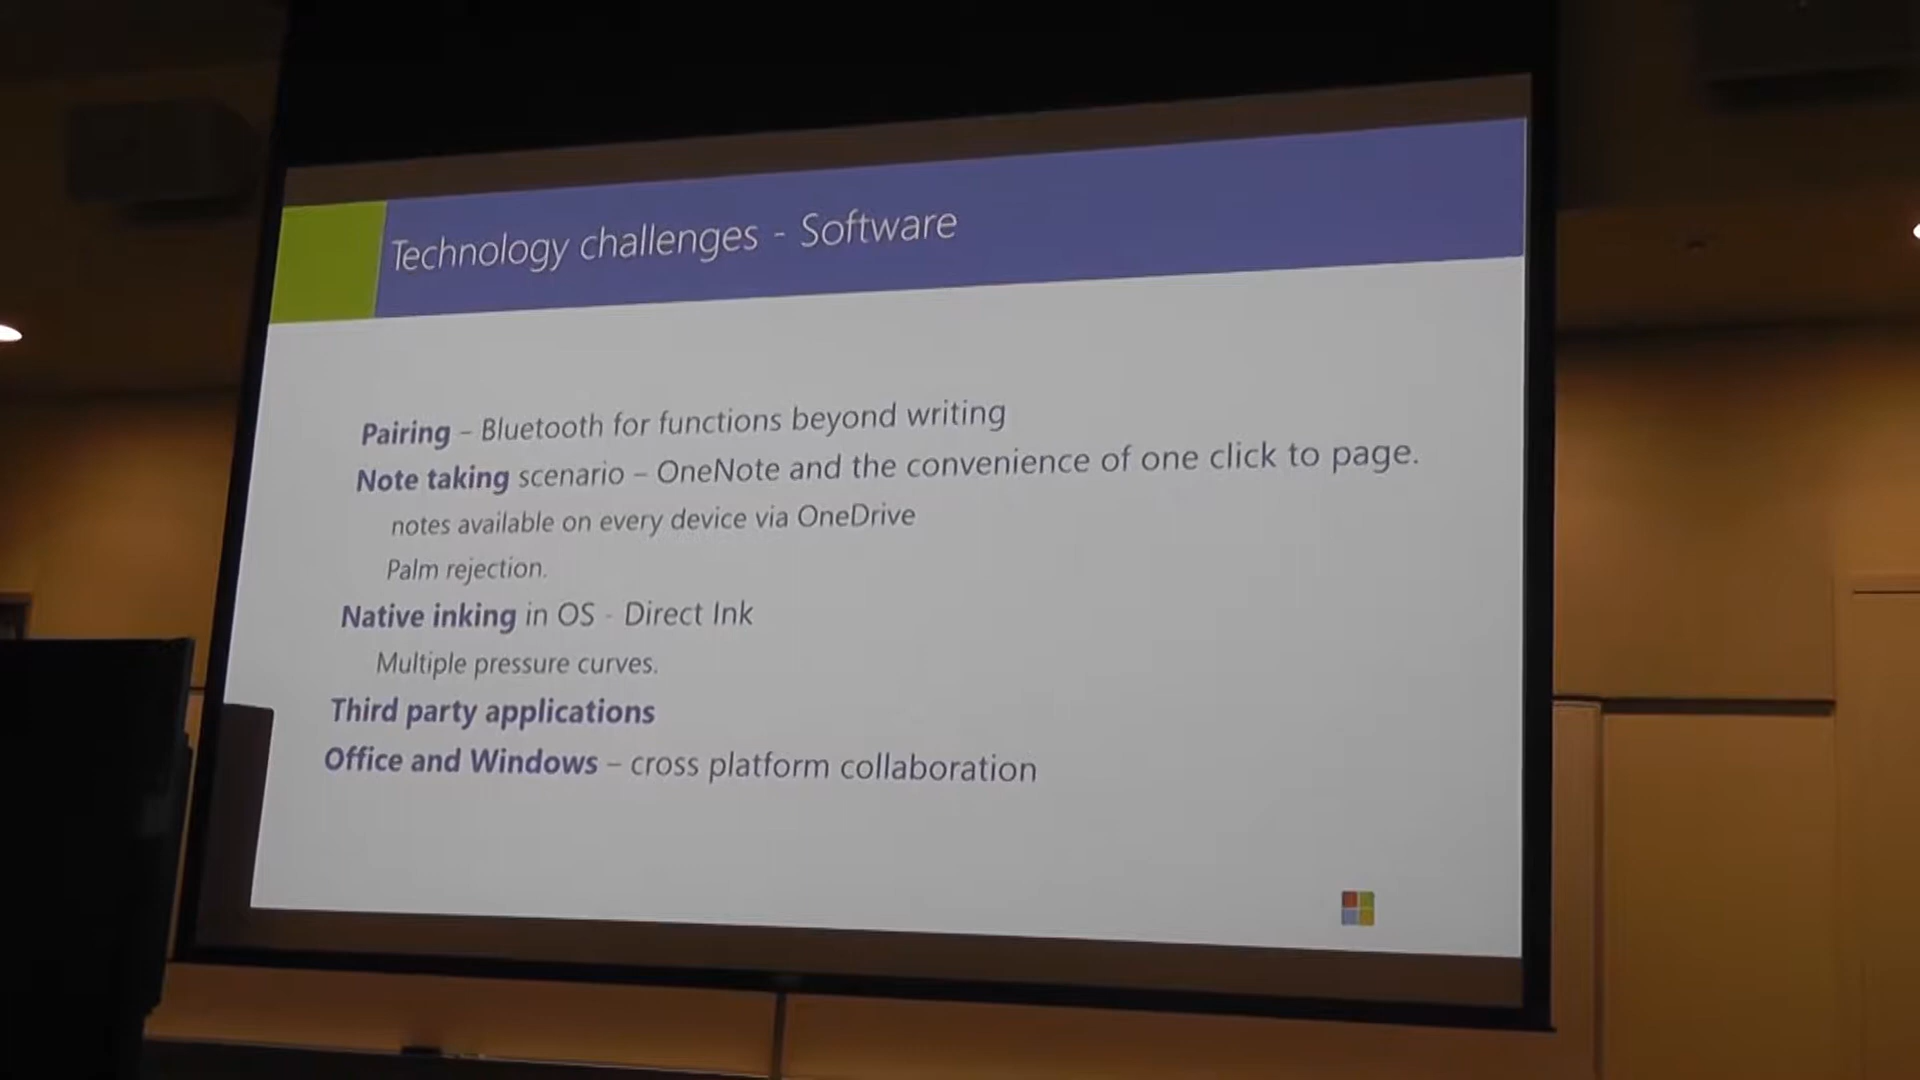 Technology challenges - Software
Pairing – Bluetooth for functions beyond writing
Note taking scenario – OneNote and the convenience of one click to page.
notes available on every device via OneDrive
Palm rejection.
Native inking in OS - Direct Ink
Multiple pressure curves.
Third party applications
Office and Windows – cross platform collaboration